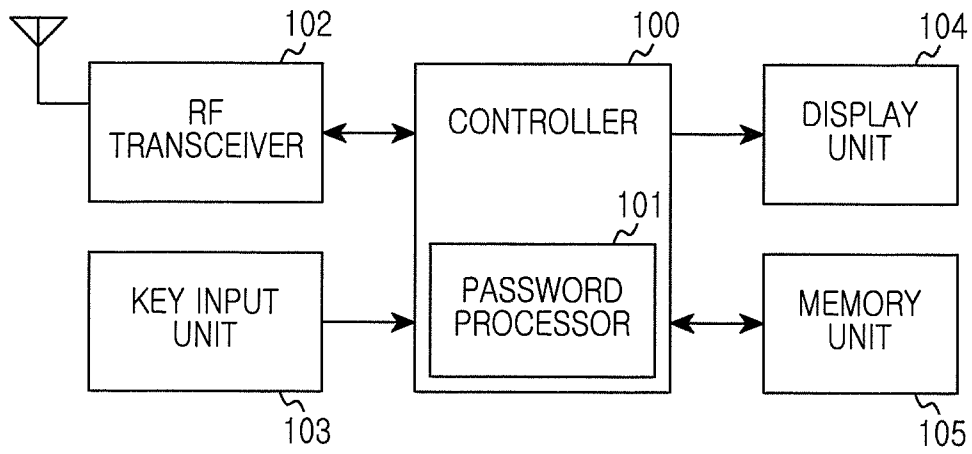 102
RF
TRANSCEIVER
100
CONTROLLER
104
DISPLAY
UNIT
103
KEY INPUT
UNIT
101
PASSWORD
PROCESSOR
MEMORY
UNIT
105